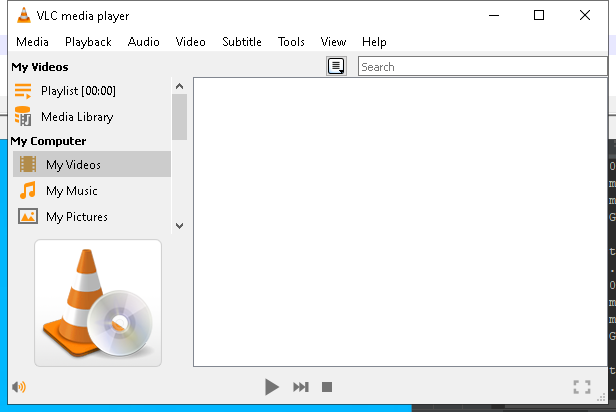 VLC media player
Media Playback Audio Video Subtitle Tools View Help
My Videos
Search
Playlist [00:00]
Media Library
My Computer
My Videos
My Music
My Pictures